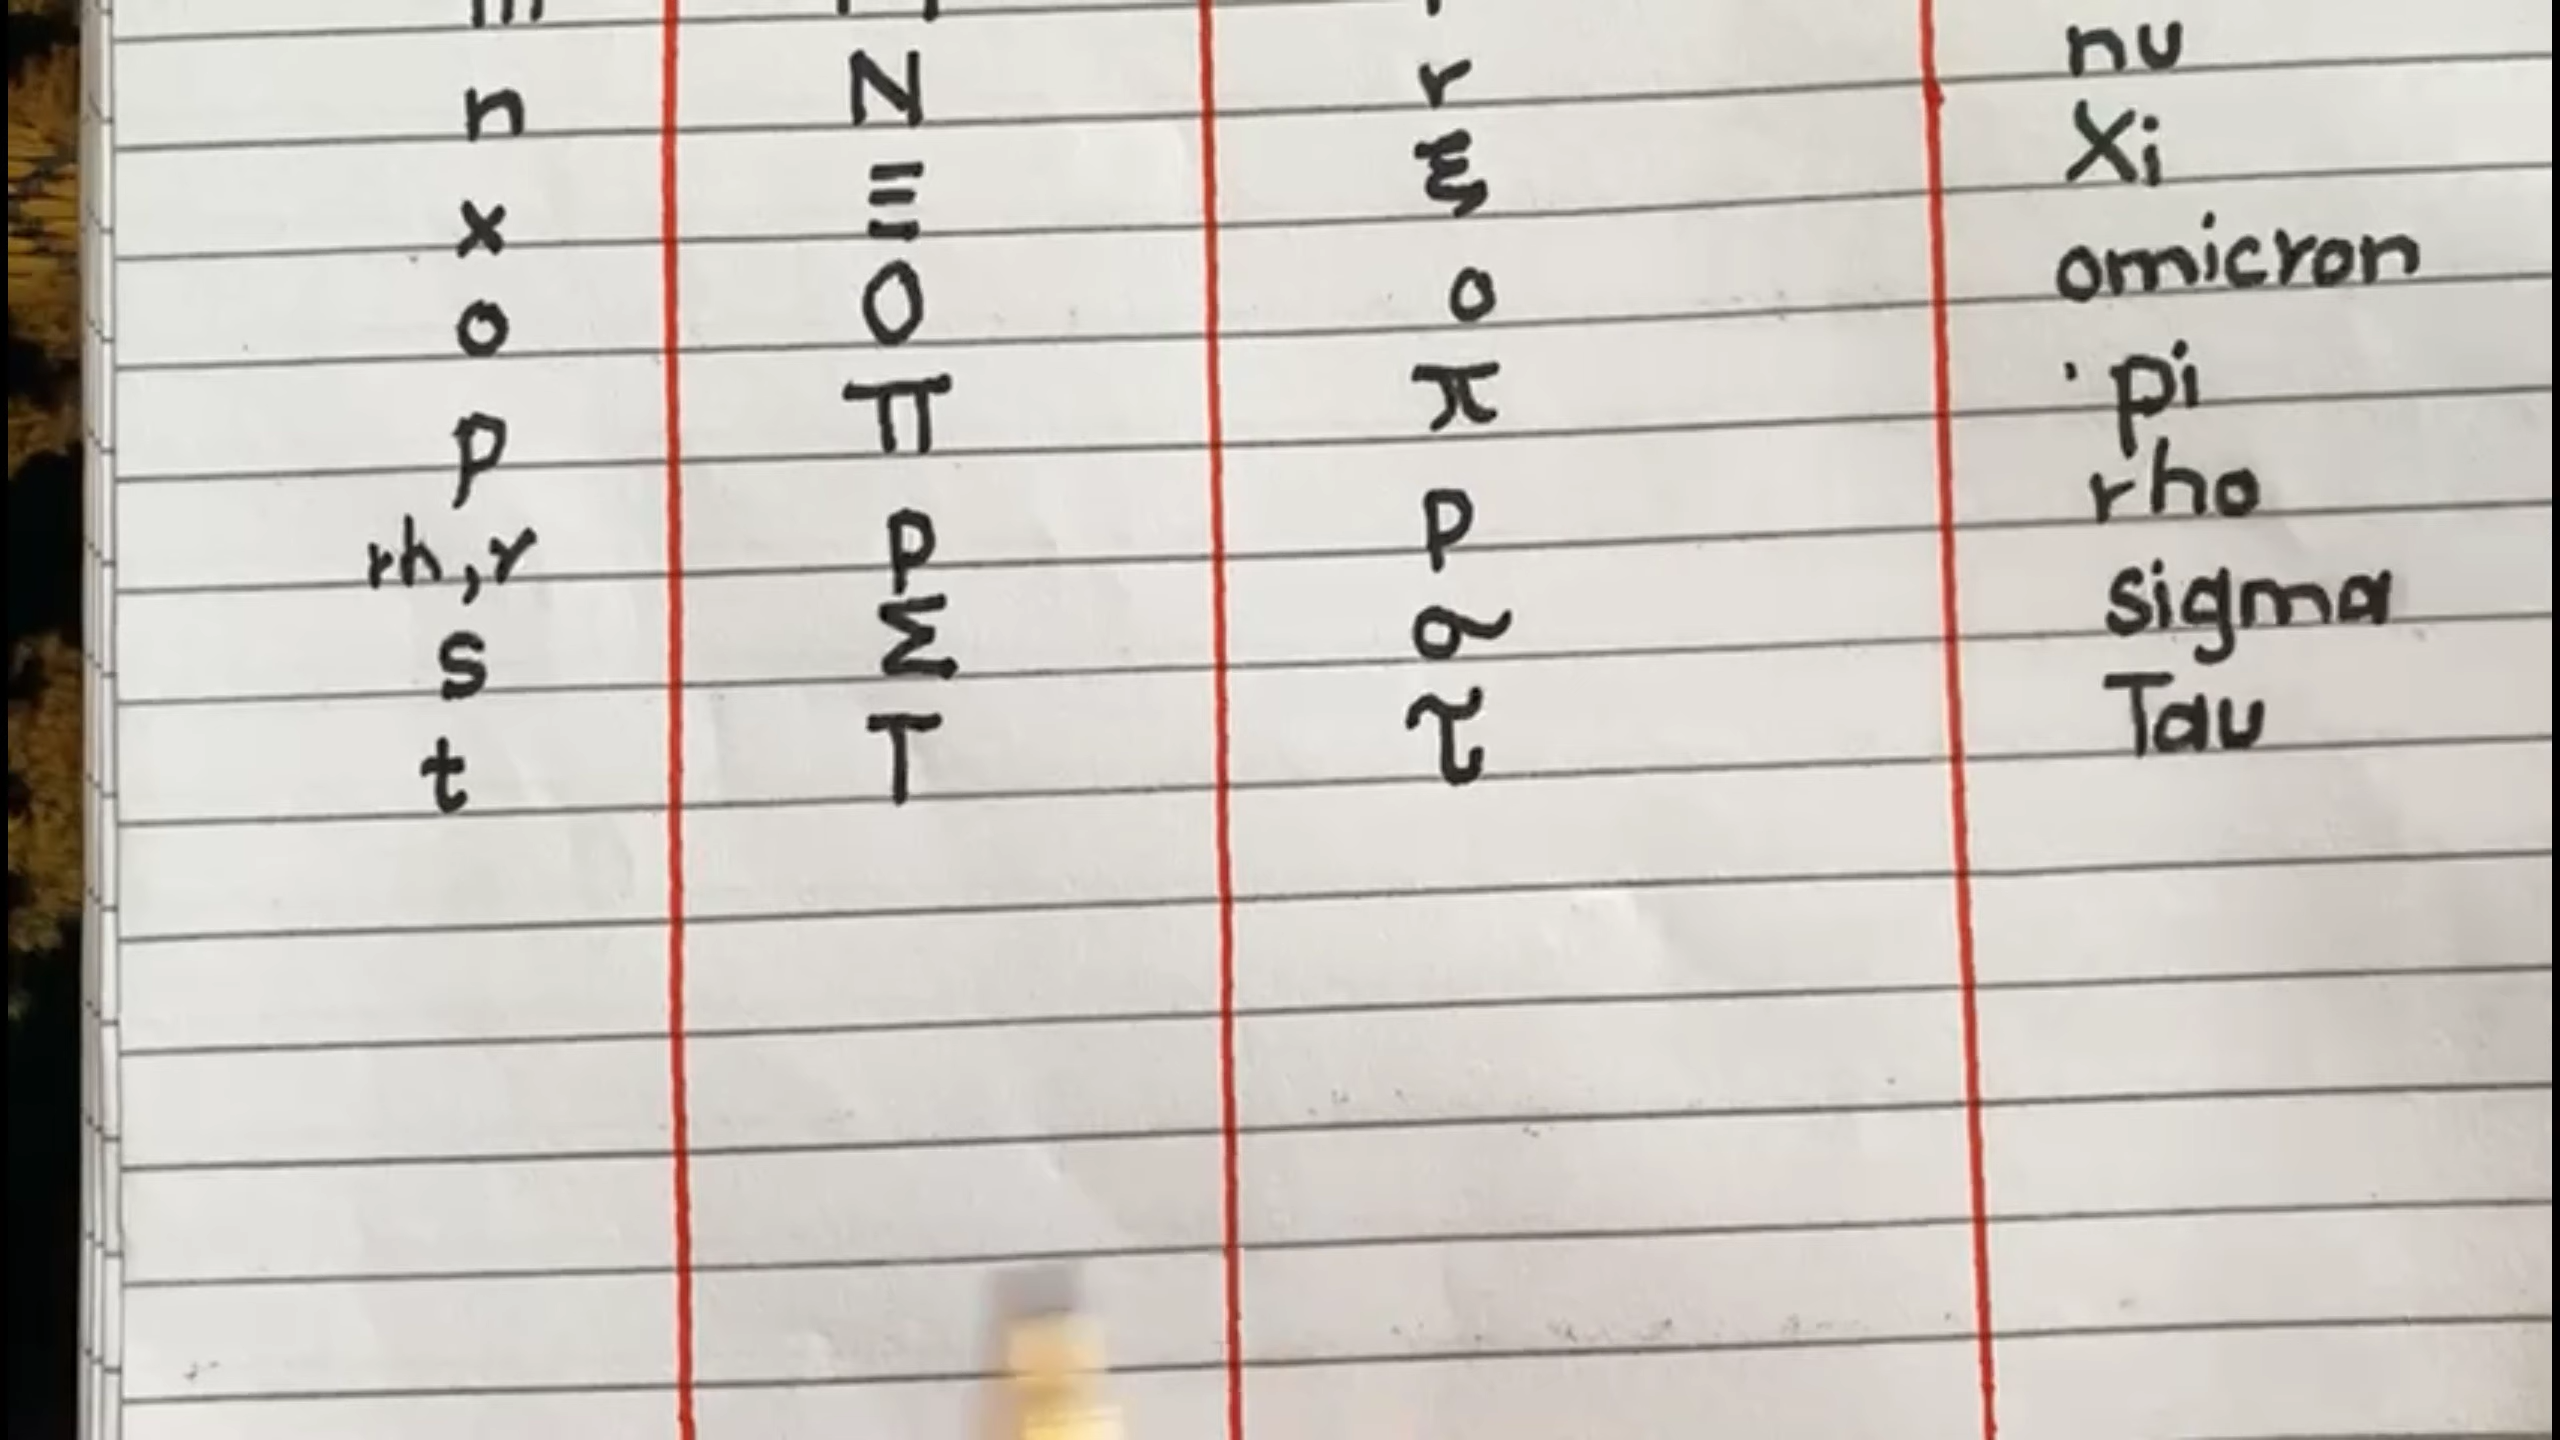 n N r nu
x Ξ ξ Xi
o O o omicron
p Π π pi
rh,r P p rho
s Σ σ sigma
t T τ Tau